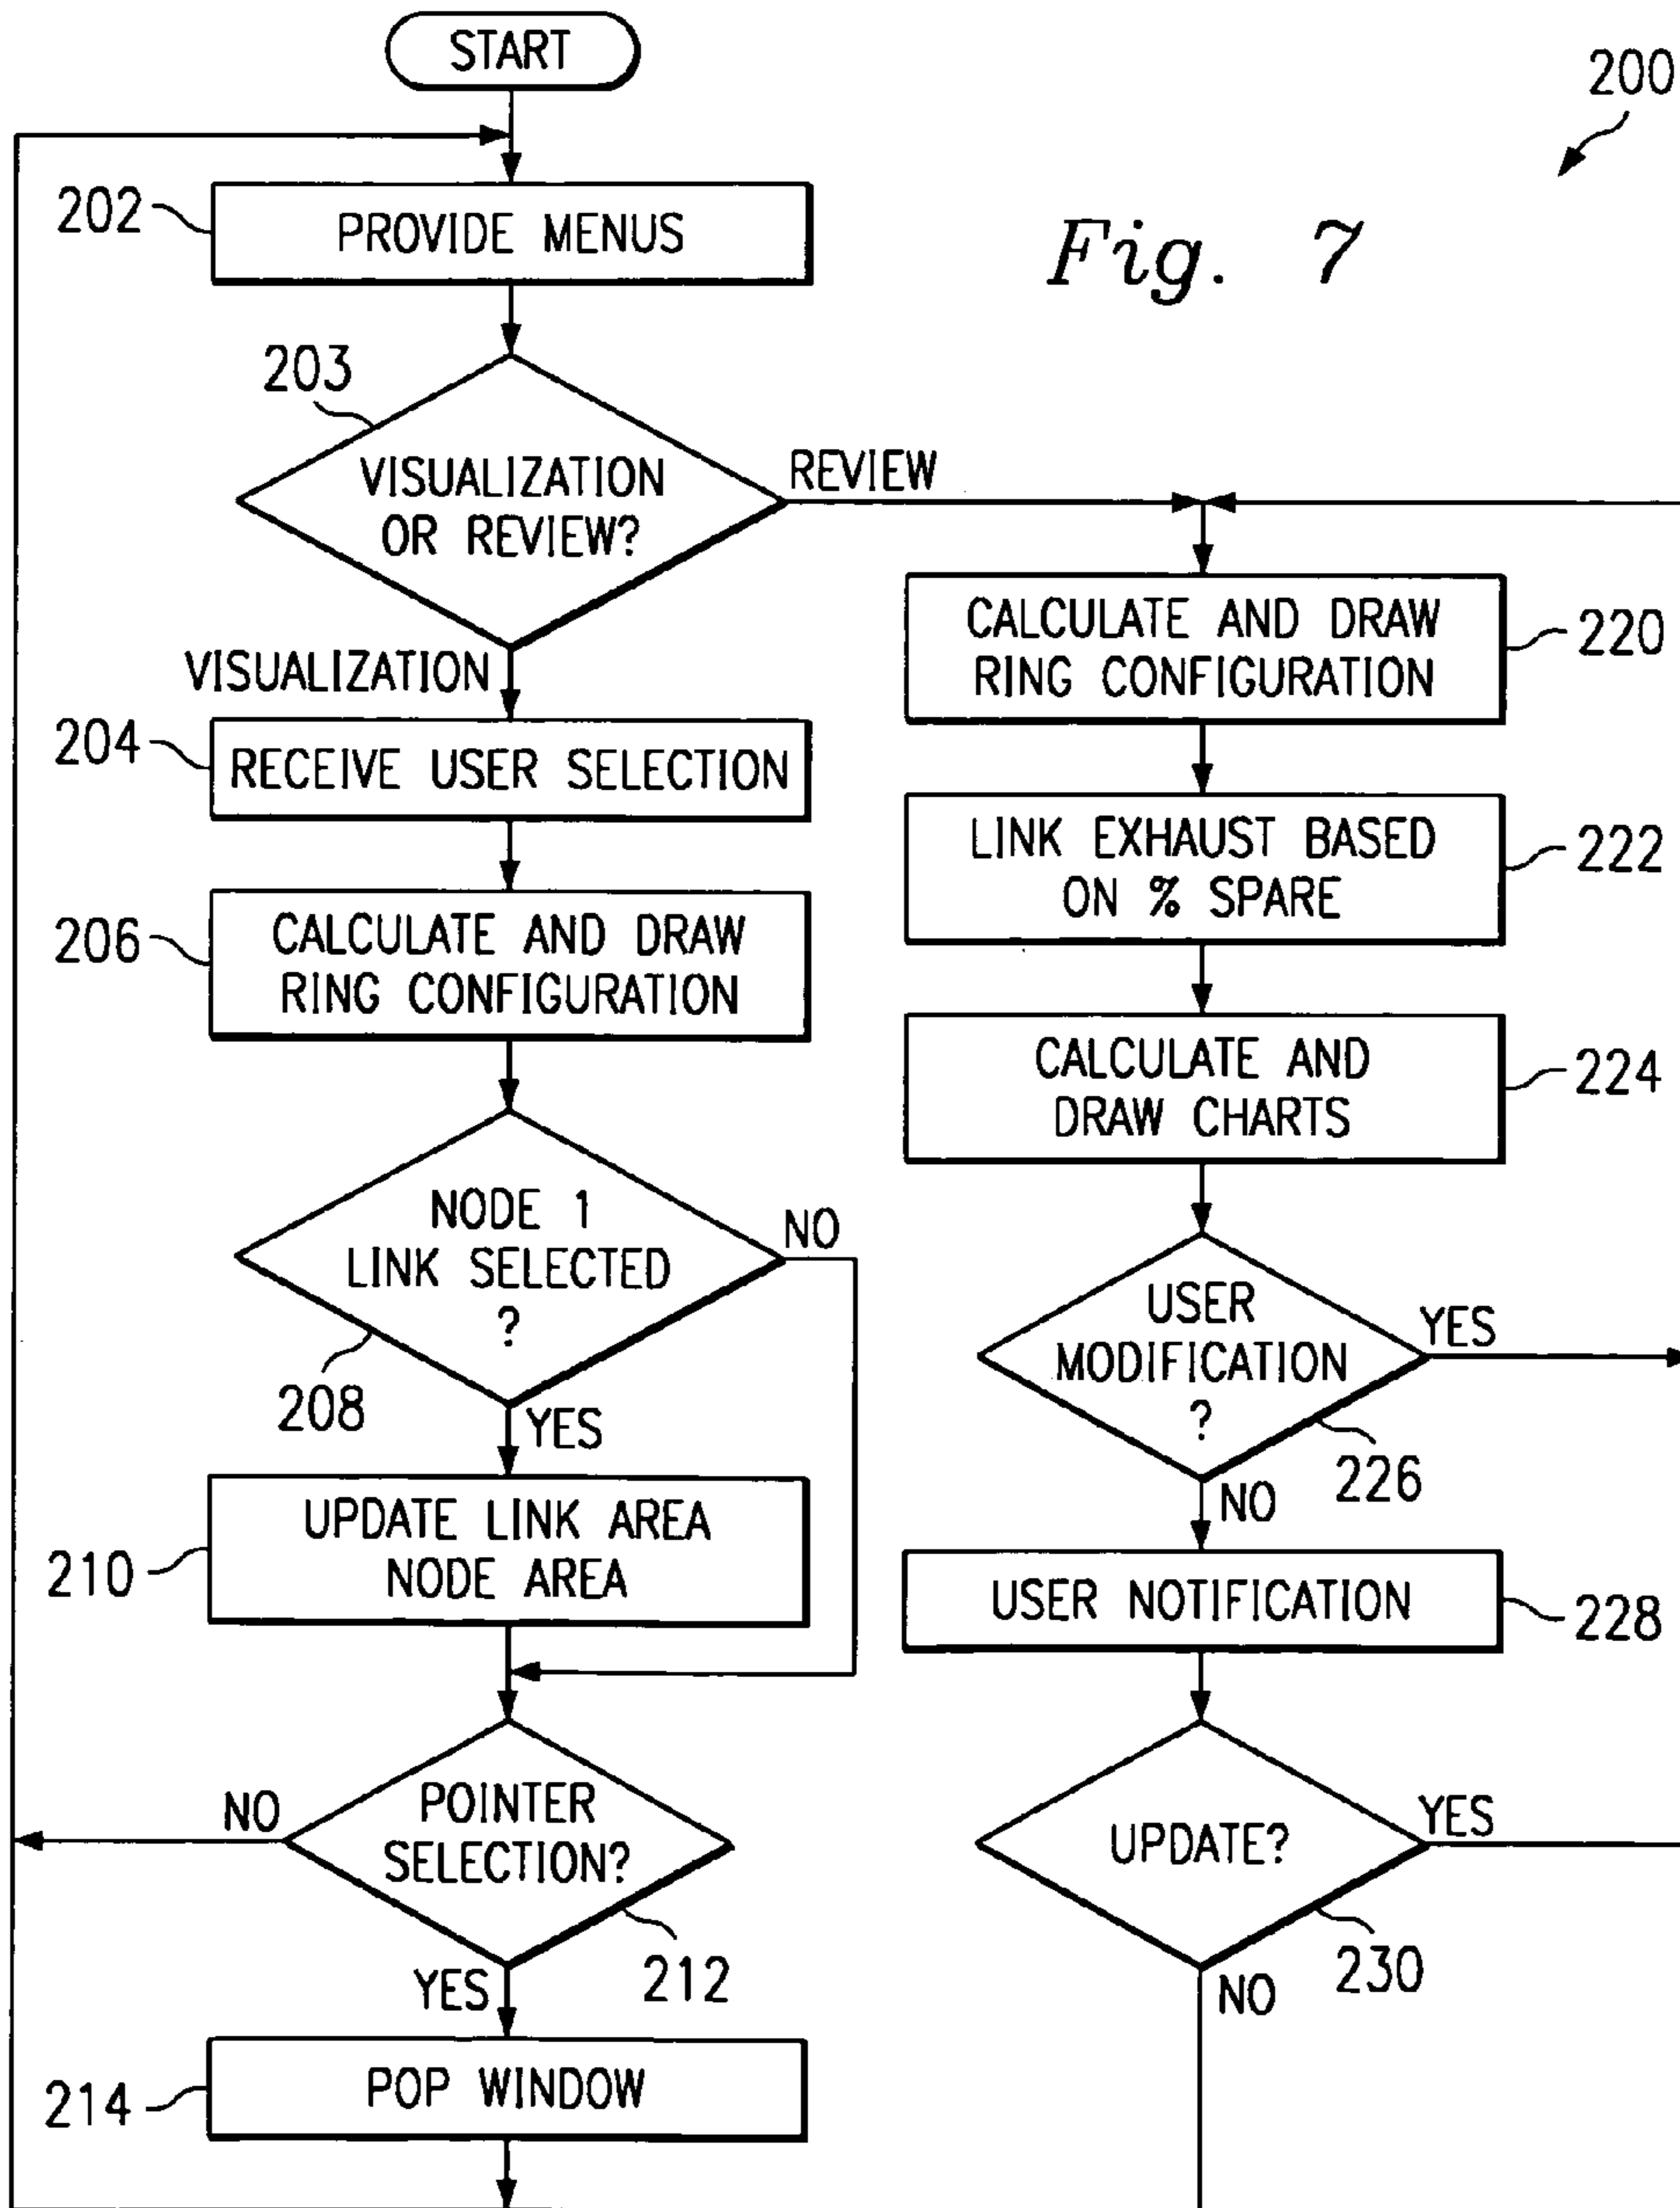 START
200
202
PROVIDE MENUS
Fig. 7
203
VISUALIZATION
OR REVIEW?
REVIEW
VISUALIZATION
204
RECEIVE USER SELECTION
206
CALCULATE AND DRAW
RING CONFIGURATION
NODE 1
LINK SELECTED
?
NO
208
YES
210
UPDATE LINK AREA
NODE AREA
NO
POINTER
SELECTION?
212
YES
214
POP WINDOW
CALCULATE AND DRAW
RING CONFIGURATION
220
LINK EXHAUST BASED
ON % SPARE
222
CALCULATE AND
DRAW CHARTS
224
USER
MODIFICATION
?
YES
226
NO
USER NOTIFICATION
228
UPDATE?
YES
230
NO